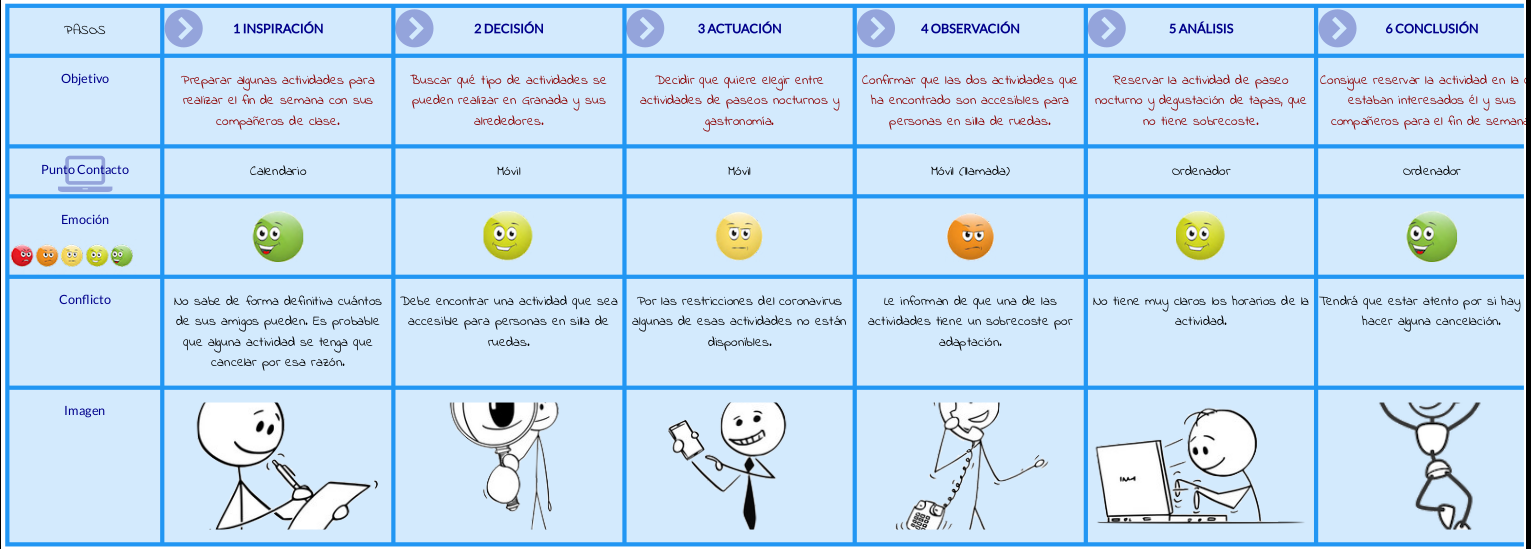 PASOS
1 INSPIRACIÓN
2 DECISIÓN
3 ACTUACIÓN
4 OBSERVACIÓN
5 ANÁLISIS
6 CONCLUSIÓN
Objetivo
Preparar algunas actividades para
realizar el fin de semana con sus
compañeros de clase.
Buscar qué tipo de actividades se
pueden realizar en Granada y sus
alrededores.
Decidir que quiere elegir entre
actividades de paseos nocturnos y
gastronomía.
Confirmar que las dos actividades que
ha encontrado son accesibles para
personas en silla de ruedas.
Reservar la actividad de paseo
nocturno y degustación de tapas, que
no tiene sobrecoste.
Consigue reservar la actividad en la
estaban interesados él y sus
compañeros para el fin de semana
Punto Contacto
Calendario
Móvil
Móvil
Móvil (llamada)
Ordenador
Ordenador
Emoción
Conflicto
No sabe de forma definitiva cuántos
de sus amigos pueden. Es probable
que alguna actividad se tenga que
cancelar por esa razón.
Debe encontrar una actividad que sea
accesible para personas en silla de
ruedas.
Por las restricciones del coronavirus
algunas de esas actividades no están
disponibles.
Le informan de que una de las
actividades tiene un sobrecoste por
adaptación.
No tiene muy claros los horarios de la
actividad.
Tendrá que estar atento por si hay
hacer alguna cancelación.
Imagen